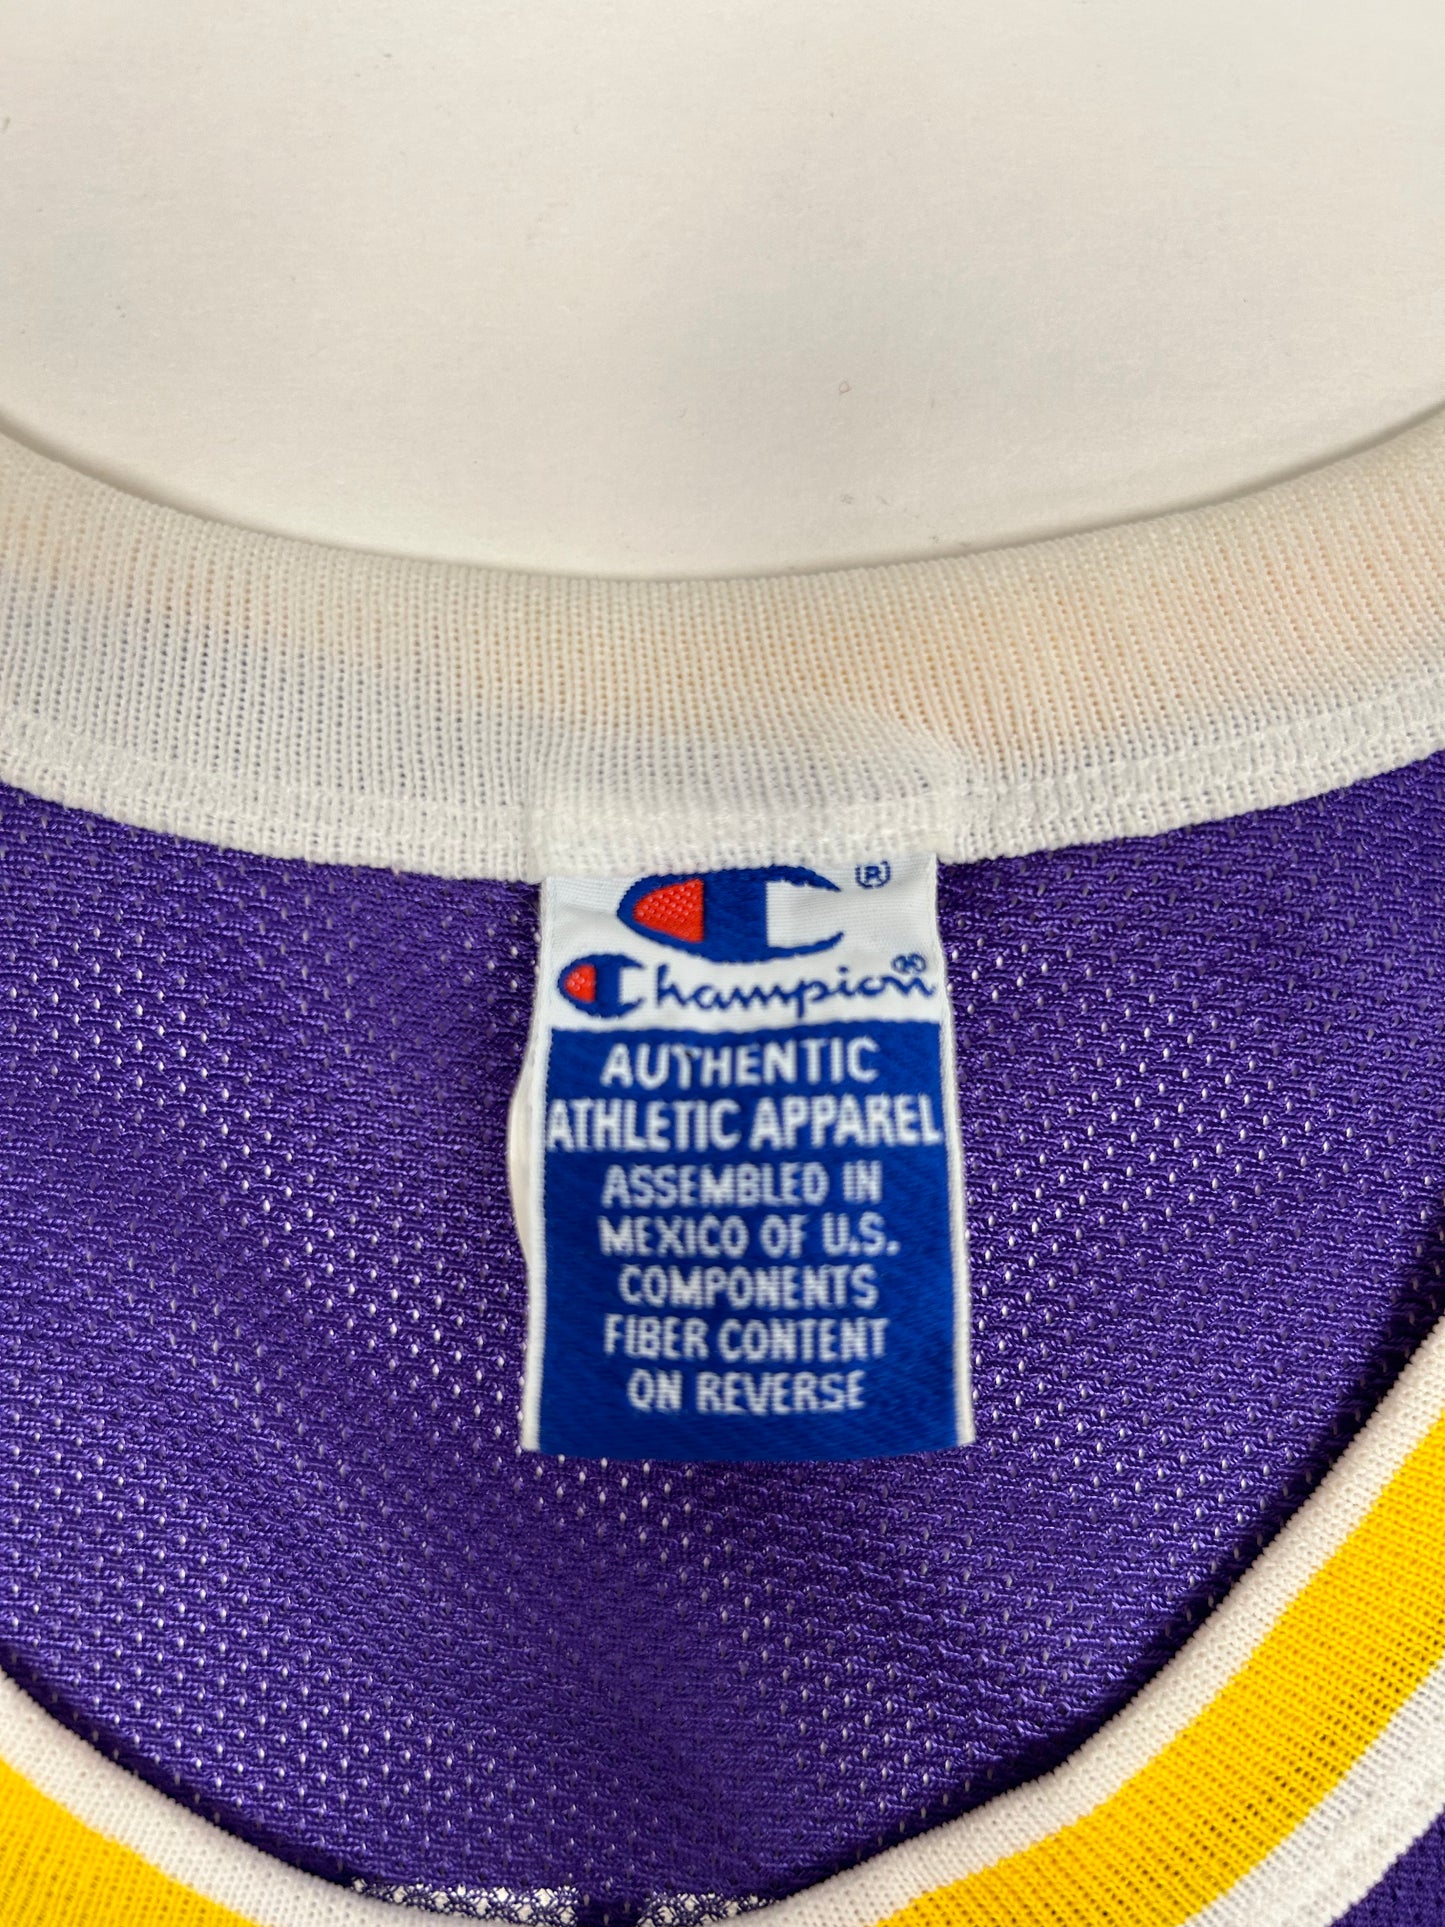 ®
Champion®
AUTHENTIC
ATHLETIC APPAREL
ASSEMBLED IN
MEXICO OF U.S.
COMPONENTS
FIBER CONTENT
ON REVERSE